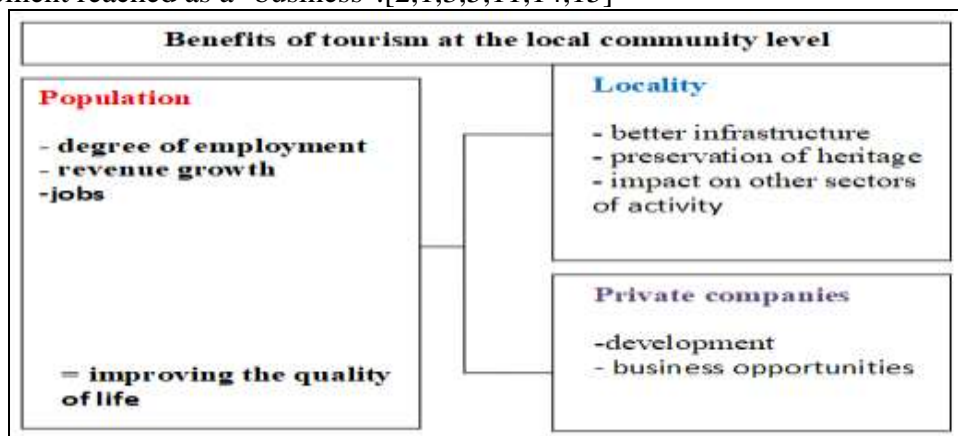 Benefits of tourism at the local community level
Population
- degree of employment
- revenue growth
-jobs
= improving the quality
of life
Locality
- better infrastructure
- preservation of heritage
- impact on other sectors
of activity
Private companies
-development
- business opportunities